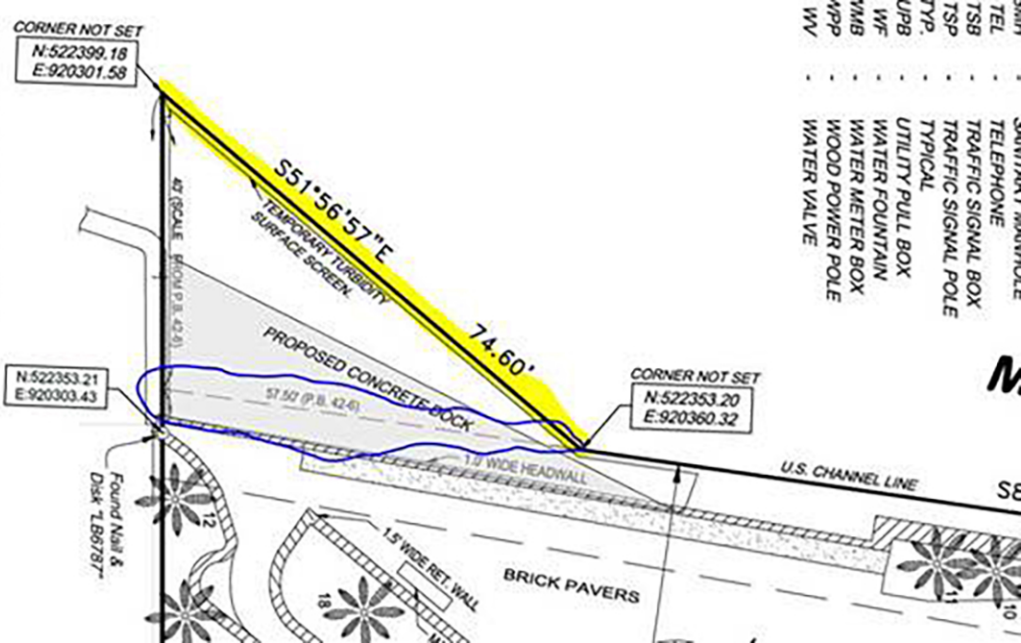 CORNER NOT SET
N:522399.18
E:920301.58
S51°56'57"E
TEMPORARY TURBIDITY
SURFACE SCREEN.
40' (SCALE FROM P.B. 42-6)
74.60'
PROPOSED CONCRETE DOCK
57.50' (P.B. 42-6)
N:522353.21
E:920303.43
CORNER NOT SET
N:522353.20
E:920360.32
1.0' WIDE HEADWALL
U.S. CHANNEL LINE
S8
Found Nail &
Disk "LB6787"
12
1.5' WIDE RET. WALL
18
BRICK PAVERS
11
10
M
TEL - TELEPHONE
TSB - TRAFFIC SIGNAL BOX
TSP - TRAFFIC SIGNAL POLE
TYP. - TYPICAL
UPB - UTILITY PULL BOX
WF - WATER FOUNTAIN
WMB - WATER METER BOX
WPP - WOOD POWER POLE
WV - WATER VALVE